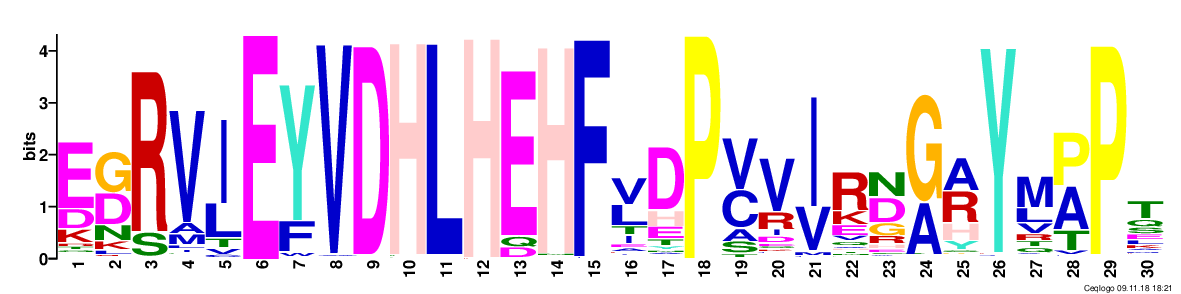 4
3
2
1
0
bits
E G R V I E Y V D H L H E H F V D P V V I R N G A Y M P P T
D D S A L F L Q L H C R V K D A R L A Q
K N M T D T E A I E G H V T S
K I T S D R Y R E
1 2 3 4 5 6 7 8 9 10 11 12 13 14 15 16 17 18 19 20 21 22 23 24 25 26 27 28 29 30
Ceqlogo 09.11.18 18:21